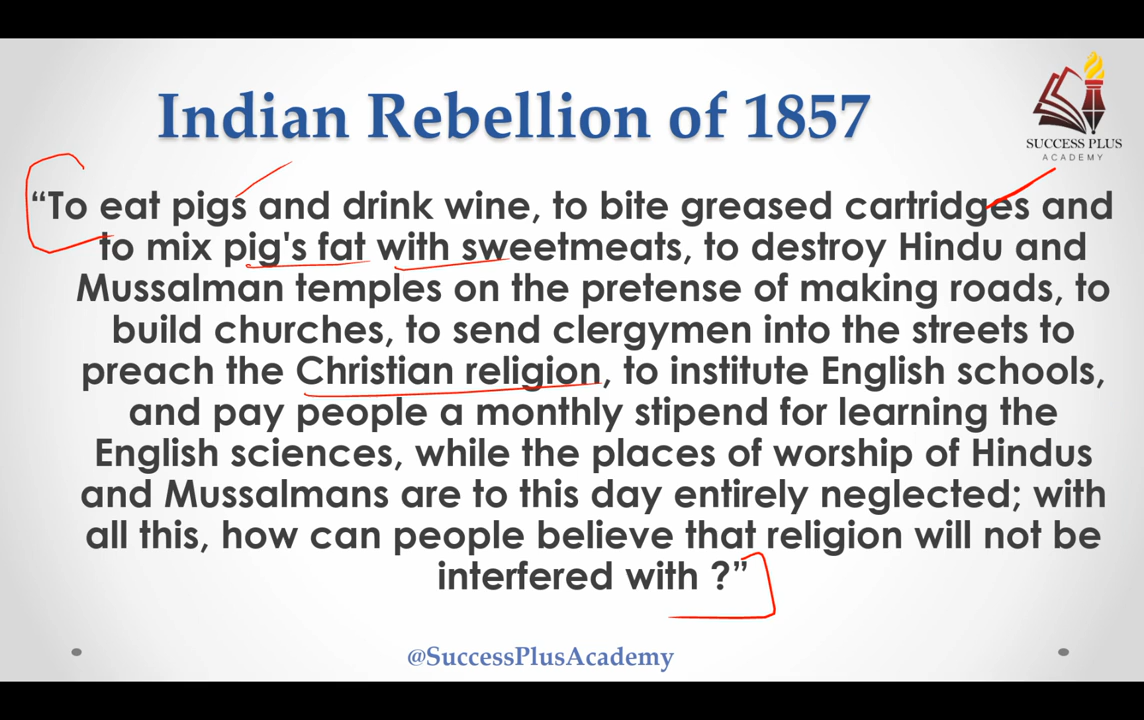 Indian Rebellion of 1857
SUCCESS PLUS
ACADEMY
“To eat pigs and drink wine, to bite greased cartridges and
to mix pig's fat with sweetmeats, to destroy Hindu and
Mussalman temples on the pretense of making roads, to
build churches, to send clergymen into the streets to
preach the Christian religion, to institute English schools,
and pay people a monthly stipend for learning the
English sciences, while the places of worship of Hindus
and Mussalmans are to this day entirely neglected; with
all this, how can people believe that religion will not be
interfered with ?”
@SuccessPlusAcademy